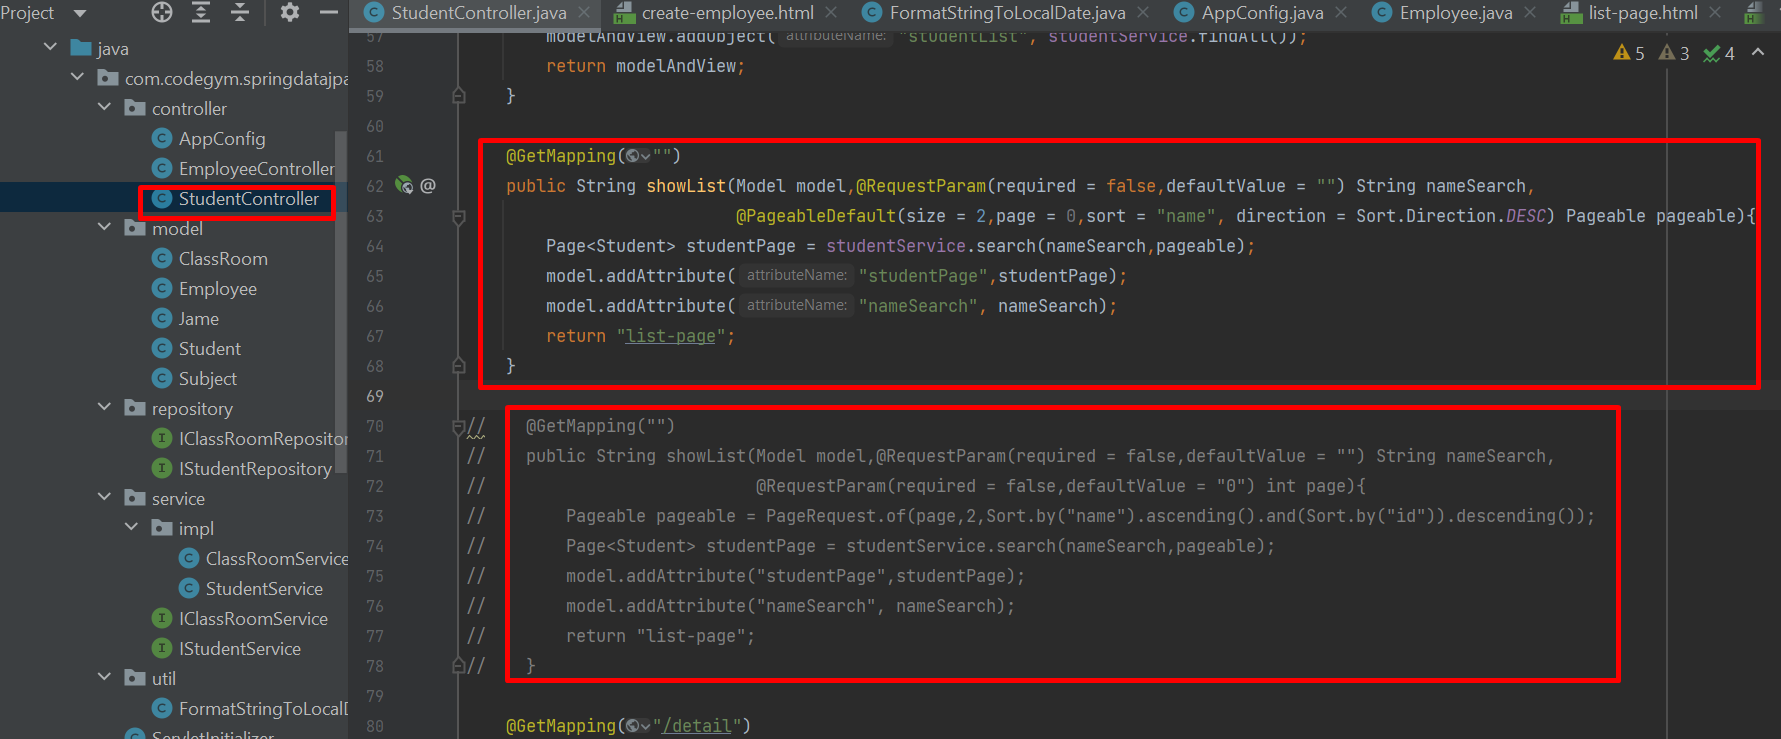 Project
StudentController.java
create-employee.html
FormatStringToLocalDate.java
AppConfig.java
Employee.java
list-page.html
java
com.codegym.springdatajpa
controller
AppConfig
EmployeeController
StudentController
model
ClassRoom
Employee
Jame
Student
Subject
repository
IClassRoomRepositor
IStudentRepository
service
impl
ClassRoomService
StudentService
IClassRoomService
IStudentService
util
FormatStringToLocalD
ServletInitializer
5 3 4
57 modelAndView.addObject( attributeName: "studentList", studentService.findAll());
58 return modelAndView;
59 }
60
61 @GetMapping("")
62 @ public String showList(Model model,@RequestParam(required = false,defaultValue = "") String nameSearch,
63 @PageableDefault(size = 2,page = 0,sort = "name", direction = Sort.Direction.DESC) Pageable pageable){
64 Page<Student> studentPage = studentService.search(nameSearch,pageable);
65 model.addAttribute( attributeName: "studentPage",studentPage);
66 model.addAttribute( attributeName: "nameSearch", nameSearch);
67 return "list-page";
68 }
69
70 // @GetMapping("")
71 // public String showList(Model model,@RequestParam(required = false,defaultValue = "") String nameSearch,
72 // @RequestParam(required = false,defaultValue = "0") int page){
73 // Pageable pageable = PageRequest.of(page,2,Sort.by("name").ascending().and(Sort.by("id")).descending());
74 // Page<Student> studentPage = studentService.search(nameSearch,pageable);
75 // model.addAttribute("studentPage",studentPage);
76 // model.addAttribute("nameSearch", nameSearch);
77 // return "list-page";
78 // }
79
80 @GetMapping("/detail")